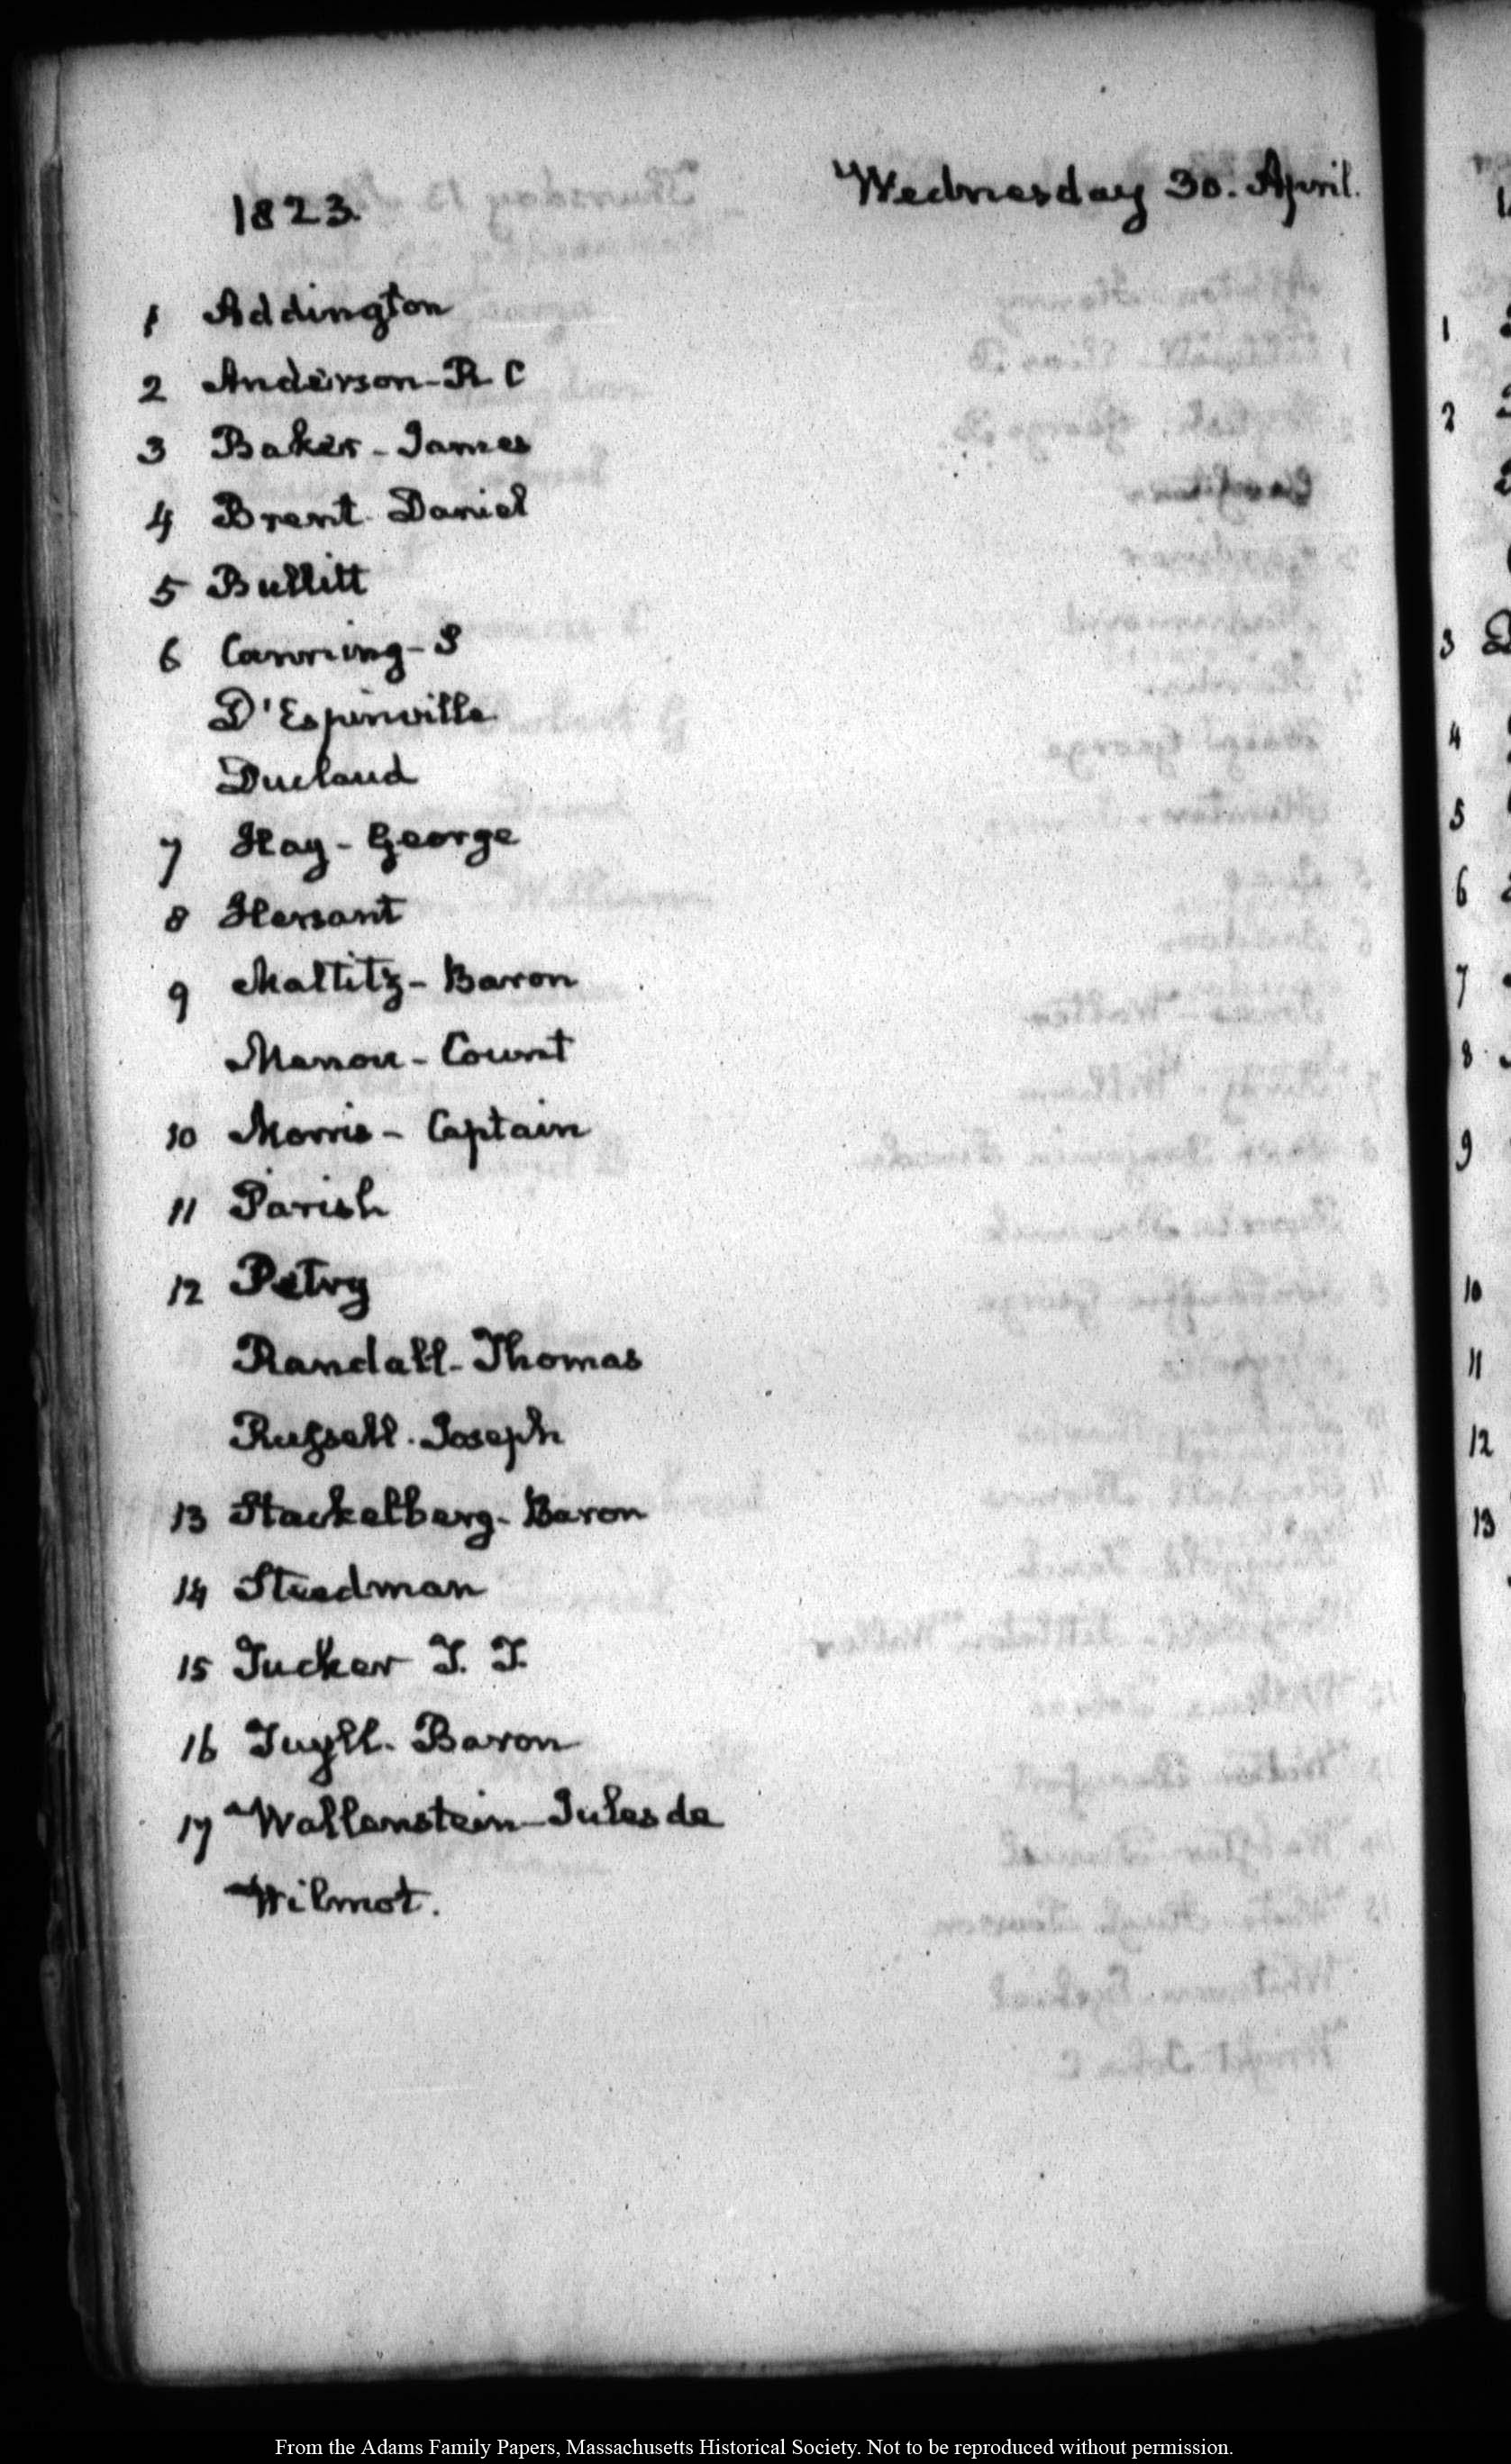 1823. Wednesday 30. April.
1 Addington
2 Anderson-R. C
3 Baker - James
4 Brent. Daniel
5 Bullitt
6 Canning - S
D'Espinville
Duclaud
7 Hay - George
8 Hersant
9 Maltitz - Baron
Menou - Count
10 Morris - Captain
11 Parish
12 Petry
Randall - Thomas
Russell. Joseph
13 Stackelberg - Baron
14 Steedman
15 Tucker T. T.
16 Tuyll. Baron
17 Wallenstein - Jules de
Wilmot.
From the Adams Family Papers, Massachusetts Historical Society. Not to be reproduced without permission.